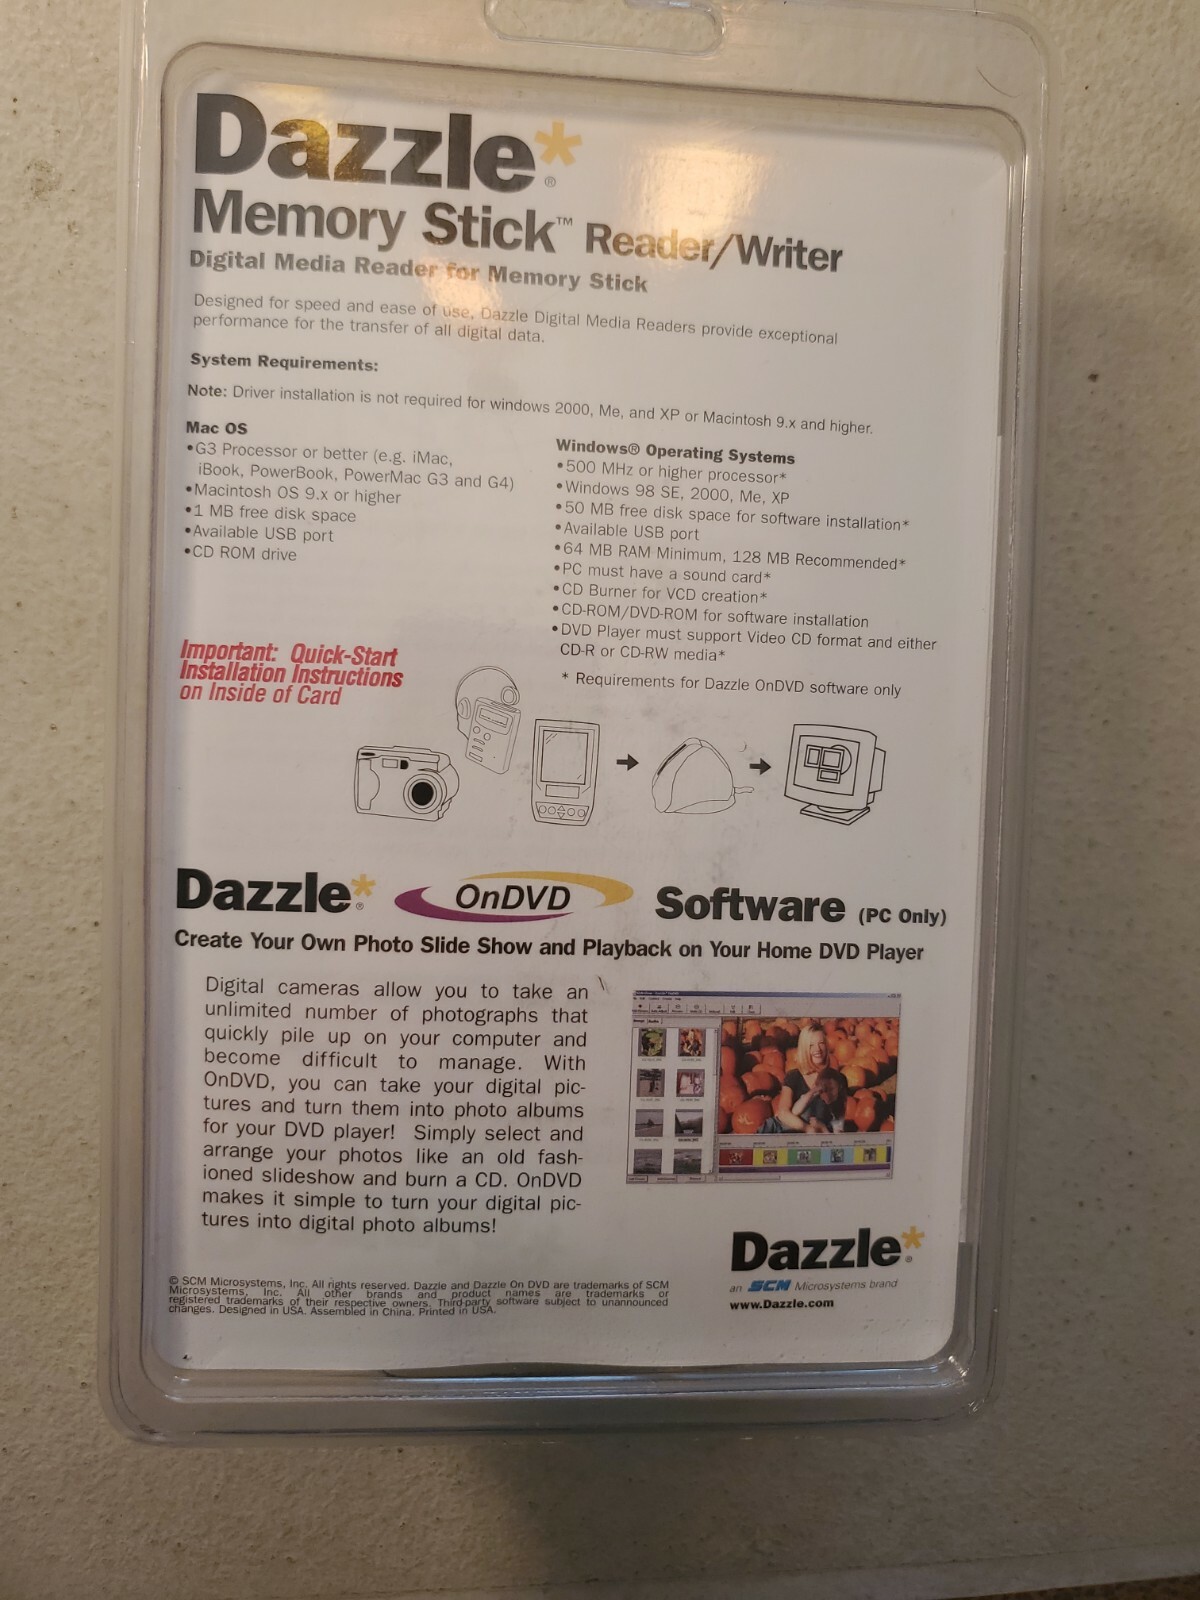 Dazzle*®
Memory Stick™ Reader/Writer
Digital Media Reader for Memory Stick
Designed for speed and ease of use, Dazzle Digital Media Readers provide exceptional
performance for the transfer of all digital data.
System Requirements:
Note: Driver installation is not required for windows 2000, Me, and XP or Macintosh 9.x and higher.
Mac OS
•G3 Processor or better (e.g. iMac,
iBook, PowerBook, PowerMac G3 and G4)
•Macintosh OS 9.x or higher
•1 MB free disk space
•Available USB port
•CD ROM drive
Windows® Operating Systems
•500 MHz or higher processor*
•Windows 98 SE, 2000, Me, XP
•50 MB free disk space for software installation*
•Available USB port
•64 MB RAM Minimum, 128 MB Recommended*
•PC must have a sound card*
•CD Burner for VCD creation*
•CD-ROM/DVD-ROM for software installation
•DVD Player must support Video CD format and either
CD-R or CD-RW media*
* Requirements for Dazzle OnDVD software only
Important: Quick-Start
Installation Instructions
on Inside of Card
Dazzle*® OnDVD Software (PC Only)
Create Your Own Photo Slide Show and Playback on Your Home DVD Player
Digital cameras allow you to take an
unlimited number of photographs that
quickly pile up on your computer and
become difficult to manage. With
OnDVD, you can take your digital pic-
tures and turn them into photo albums
for your DVD player! Simply select and
arrange your photos like an old fash-
ioned slideshow and burn a CD. OnDVD
makes it simple to turn your digital pic-
tures into digital photo albums!
Dazzle*®
an SCM Microsystems brand
www.Dazzle.com
© SCM Microsystems, Inc. All rights reserved. Dazzle and Dazzle On DVD are trademarks of SCM
Microsystems, Inc. All other brands and product names are trademarks or
registered trademarks of their respective owners. Third-party software subject to unannounced
changes. Designed in USA. Assembled in China. Printed in USA.